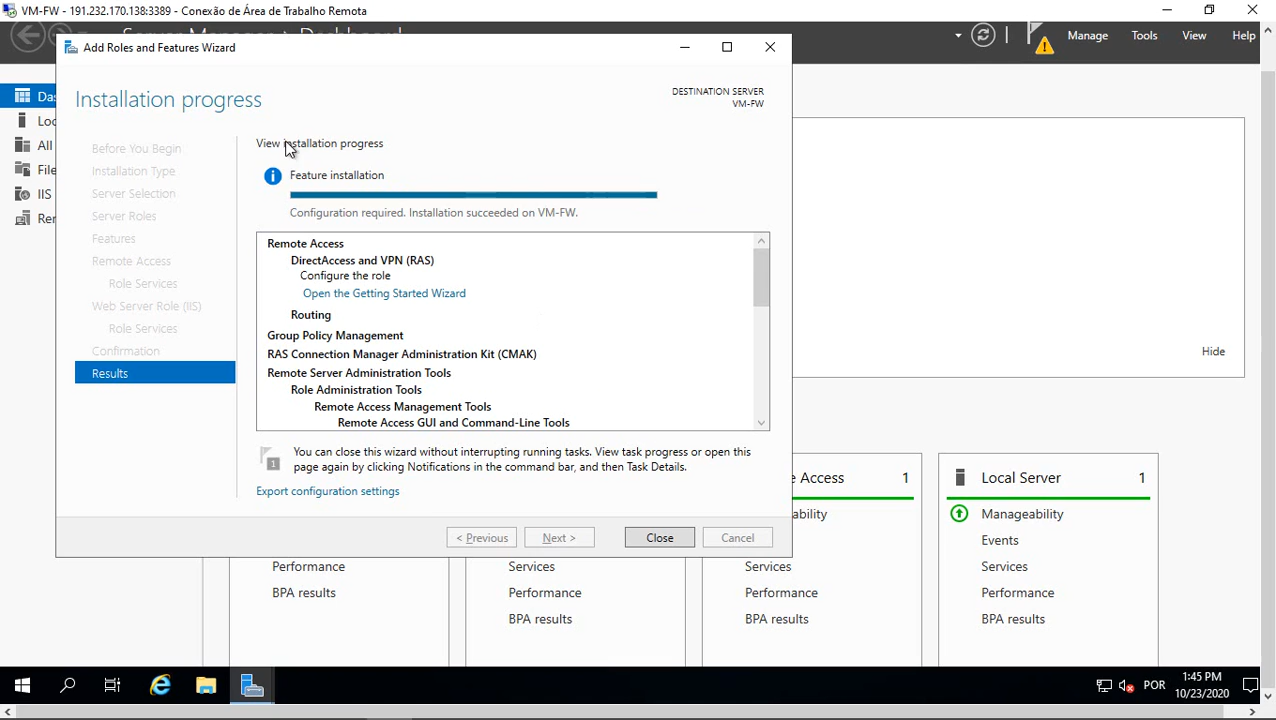 VM-FW - 191.232.170.138:3389 - Conexão de Área de Trabalho Remota
Manage
Tools
View
Help
Add Roles and Features Wizard
Installation progress
DESTINATION SERVER
VM-FW
Before You Begin
Installation Type
Server Selection
Server Roles
Features
Remote Access
Role Services
Web Server Role (IIS)
Role Services
Confirmation
Results
View installation progress
Feature installation
Configuration required. Installation succeeded on VM-FW.
Remote Access
DirectAccess and VPN (RAS)
Configure the role
Open the Getting Started Wizard
Routing
Group Policy Management
RAS Connection Manager Administration Kit (CMAK)
Remote Server Administration Tools
Role Administration Tools
Remote Access Management Tools
Remote Access GUI and Command-Line Tools
1
You can close this wizard without interrupting running tasks. View task progress or open this
page again by clicking Notifications in the command bar, and then Task Details.
Export configuration settings
< Previous
Next >
Close
Cancel
Das
Loc
All
File
IIS
Rer
Hide
e Access 1
ability
Local Server 1
Manageability
Events
Services
Performance
BPA results
Performance
BPA results
Services
Performance
BPA results
Services
Performance
BPA results
POR
1:45 PM
10/23/2020